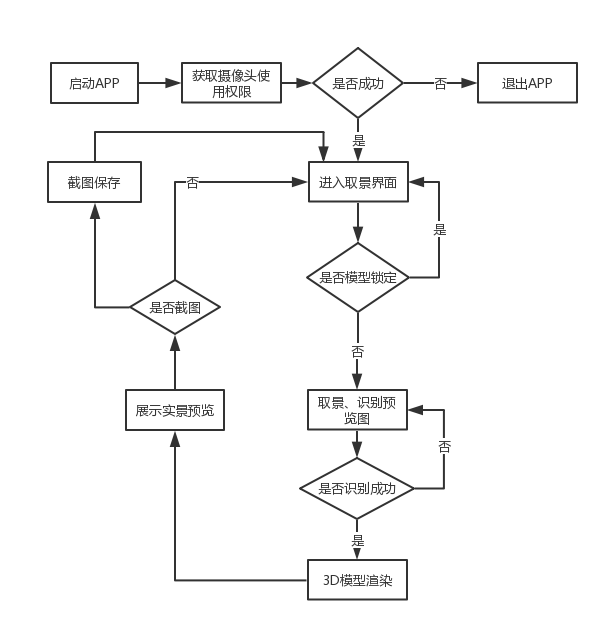 启动APP
获取摄像头使
用权限
是否成功
否
退出APP
是
截图保存
否
进入取景界面
是
是否模型锁定
是否截图
否
展示实景预览
取景、识别预
览图
否
是否识别成功
是
3D模型渲染